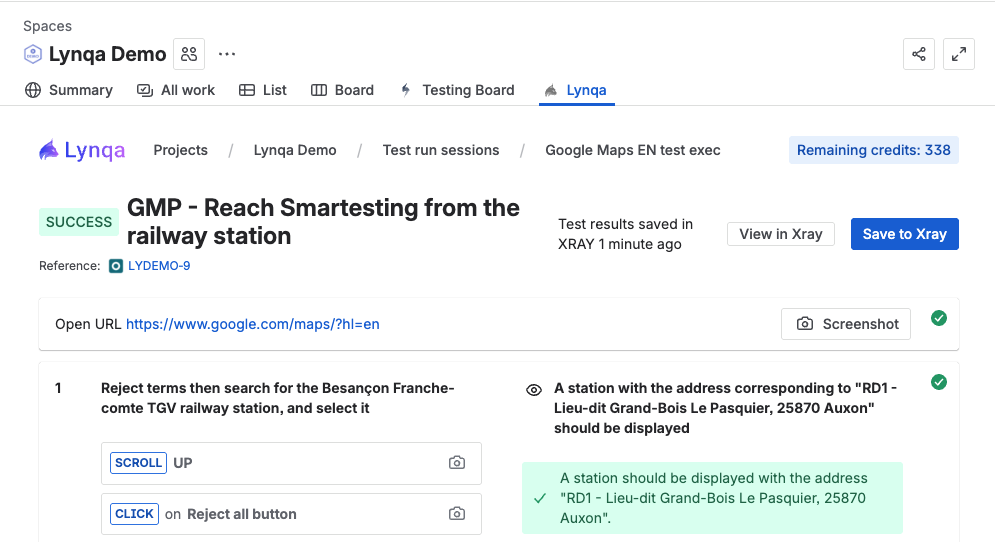 Spaces
Lynqa Demo
Summary
All work
List
Board
Testing Board
Lynqa
Lynqa
Projects / Lynqa Demo / Test run sessions / Google Maps EN test exec
Remaining credits: 338
SUCCESS
GMP - Reach Smartesting from the
railway station
Test results saved in
XRAY 1 minute ago
View in Xray
Save to Xray
Reference: LYDEMO-9
Open URL https://www.google.com/maps/?hl=en
Screenshot
1
Reject terms then search for the Besançon Franche-
comte TGV railway station, and select it
SCROLL UP
CLICK on Reject all button
A station with the address corresponding to "RD1 -
Lieu-dit Grand-Bois Le Pasquier, 25870 Auxon"
should be displayed
A station should be displayed with the address
"RD1 - Lieu-dit Grand-Bois Le Pasquier, 25870
Auxon".